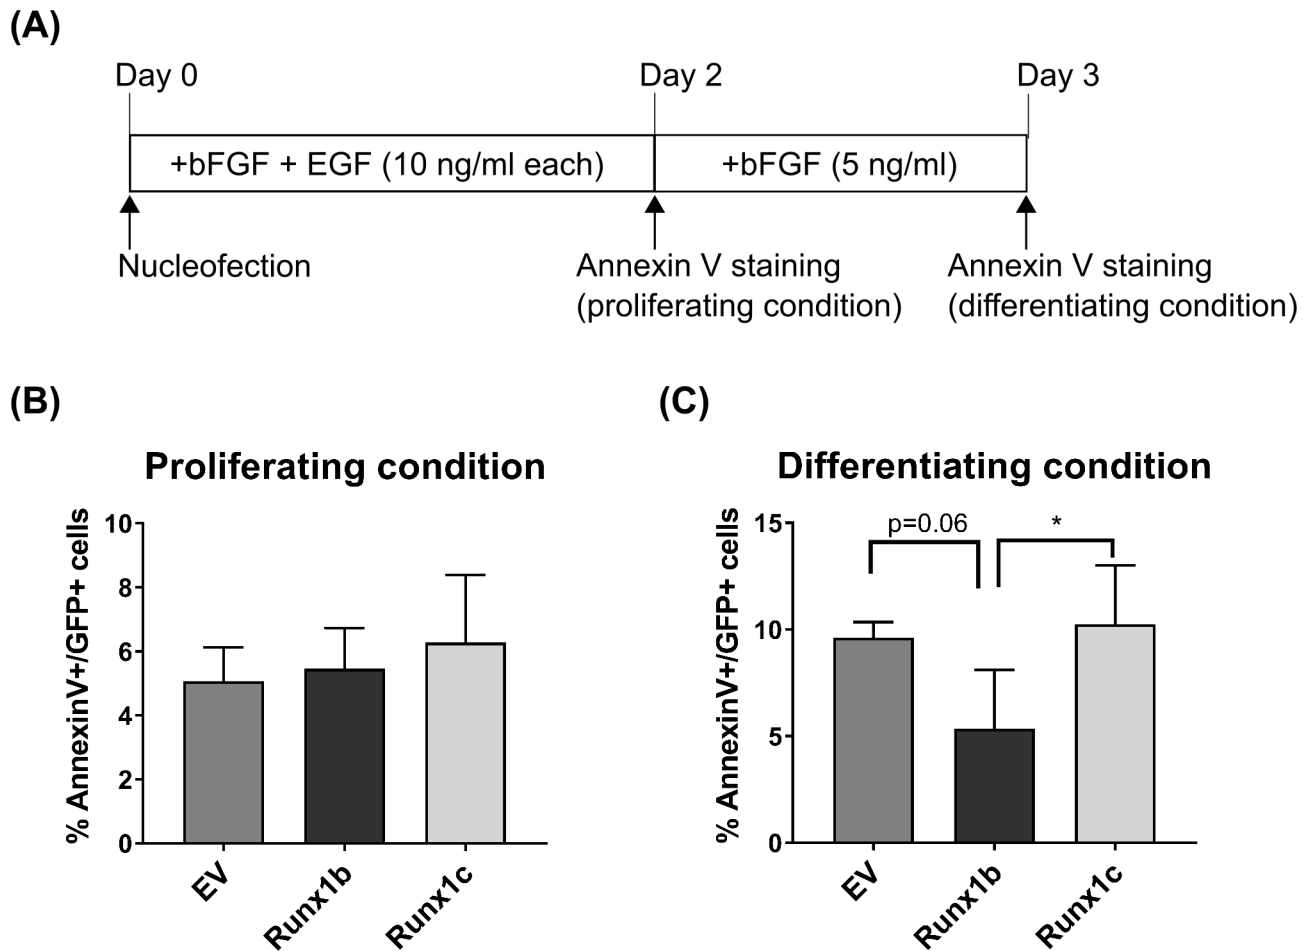 (A)
Day 0
Day 2
Day 3
+bFGF + EGF (10 ng/ml each)
+bFGF (5 ng/ml)
Nucleofection
Annexin V staining
(proliferating condition)
Annexin V staining
(differentiating condition)
(B)
Proliferating condition
% AnnexinV+/GFP+ cells
10
8
6
4
2
0
EV
Runx1b
Runx1c
(C)
Differentiating condition
% AnnexinV+/GFP+ cells
15
10
5
0
p=0.06
*
EV
Runx1b
Runx1c